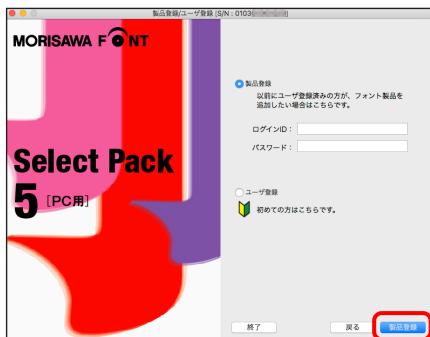 製品登録/ユーザ登録 [S/N : 0103
MORISAWA FONT
Select Pack
5 [PC用]
製品登録
以前にユーザ登録済みの方が、フォント製品を
追加したい場合はこちらです。
ログインID：
パスワード：
ユーザ登録
初めての方はこちらです。
終了
戻る
製品登録